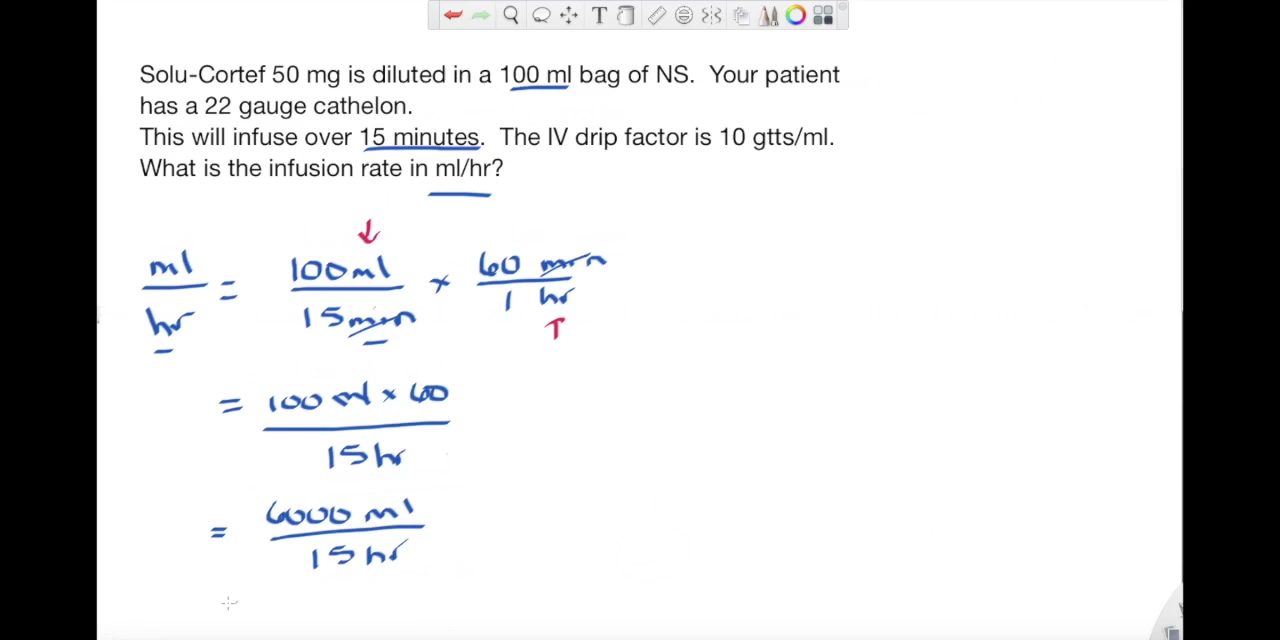 Solu-Cortef 50 mg is diluted in a 100 ml bag of NS. Your patient
has a 22 gauge cathelon.
This will infuse over 15 minutes. The IV drip factor is 10 gtts/ml.
What is the infusion rate in ml/hr?
ml/hr = 100ml/15min × 60 min/1 hr
= 100 ml × 60/15hr
= 6000 ml/15 hr